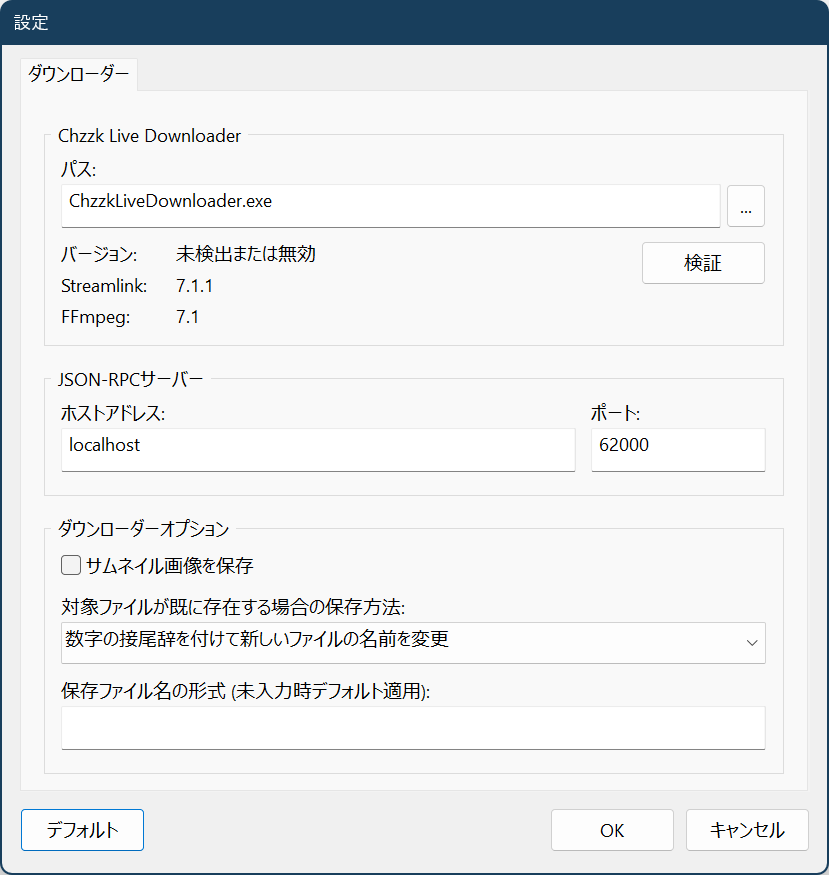 設定
ダウンローダー
Chzzk Live Downloader
パス:
ChzzkLiveDownloader.exe
...
バージョン: 未検出または無効
検証
Streamlink: 7.1.1
FFmpeg: 7.1
JSON-RPCサーバー
ホストアドレス: ポート:
localhost 62000
ダウンローダーオプション
サムネイル画像を保存
対象ファイルが既に存在する場合の保存方法:
数字の接尾辞を付けて新しいファイルの名前を変更
保存ファイル名の形式 (未入力時デフォルト適用):
デフォルト OK キャンセル